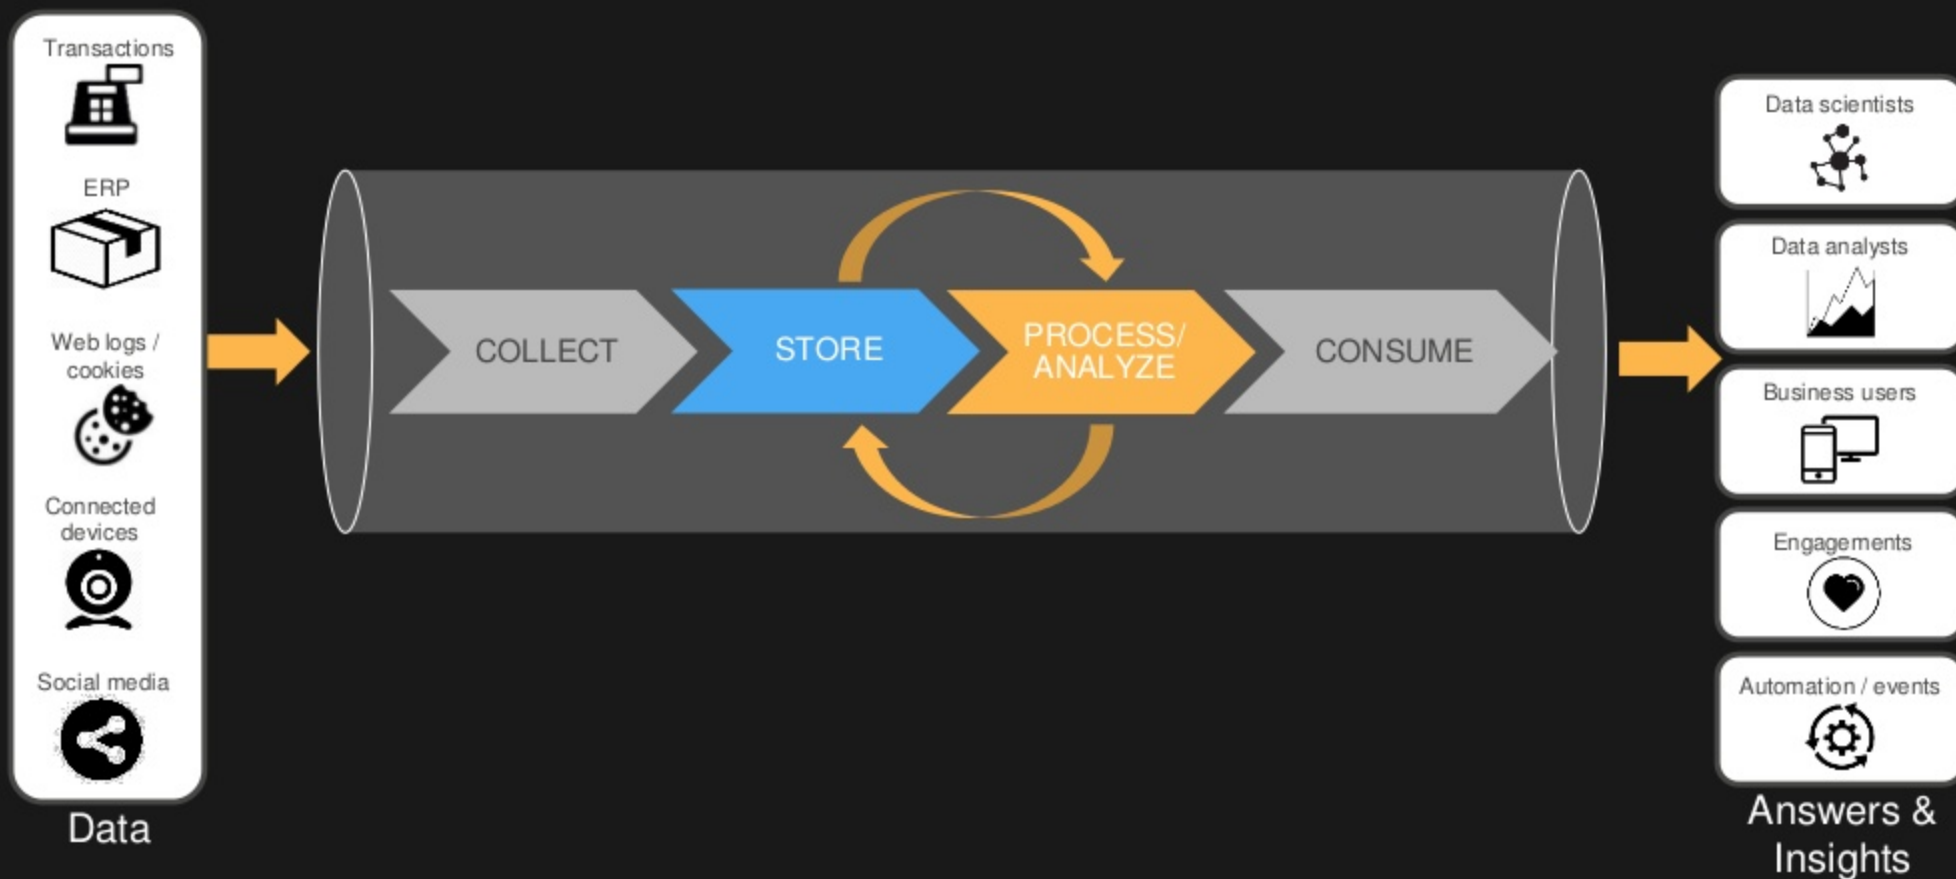 Transactions
ERP
Web logs /
cookies
Connected
devices
Social media
Data
COLLECT
STORE
PROCESS/
ANALYZE
CONSUME
Data scientists
Data analysts
Business users
Engagements
Automation / events
Answers &
Insights